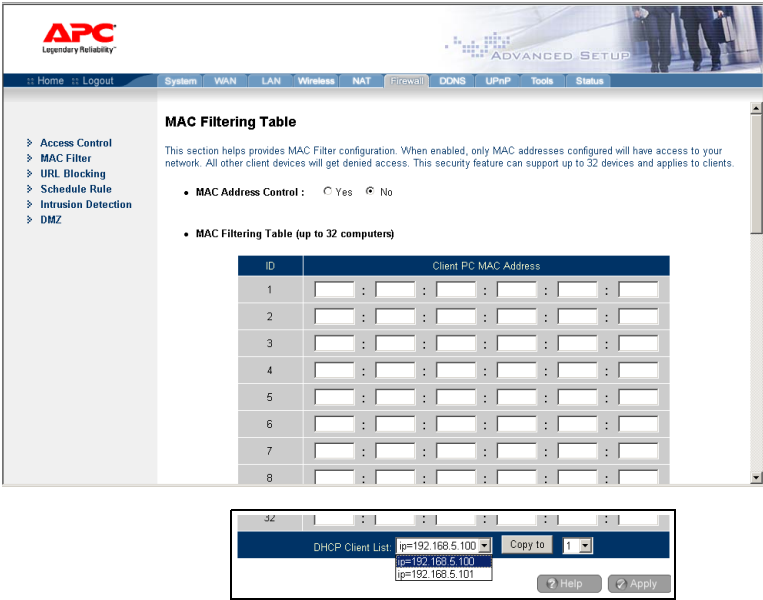 APC
Legendary Reliability™
ADVANCED SETUP
:: Home :: Logout
System WAN LAN Wireless NAT Firewall DDNS UPnP Tools Status
Access Control
MAC Filter
URL Blocking
Schedule Rule
Intrusion Detection
DMZ
MAC Filtering Table
This section helps provides MAC Filter configuration. When enabled, only MAC addresses configured will have access to your
network. All other client devices will get denied access. This security feature can support up to 32 devices and applies to clients.
• MAC Address Control : Yes No
• MAC Filtering Table (up to 32 computers)
ID Client PC MAC Address
1 : : : : :
2 : : : : :
3 : : : : :
4 : : : : :
5 : : : : :
6 : : : : :
7 : : : : :
8 : : : : :
32 : : : : :
DHCP Client List: ip=192.168.5.100 Copy to 1
ip=192.168.5.100
ip=192.168.5.101
? Help Apply